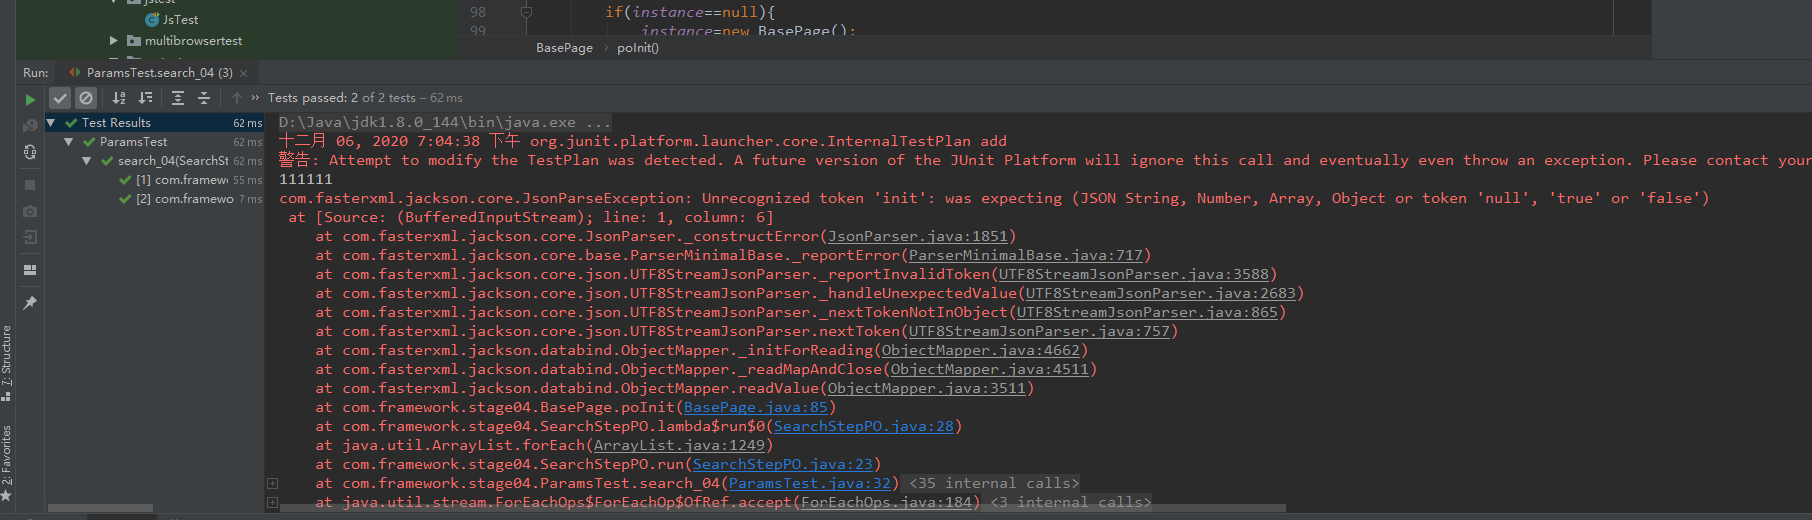 jstest
JsTest
multibrowsertest
98 if(instance==null){
99 instance=new BasePage();
BasePage › poInit()
Run: ParamsTest.search_04 (3) ×
Tests passed: 2 of 2 tests – 62 ms
Test Results 62 ms
ParamsTest 62 ms
search_04(SearchSt 62 ms
[1] com.framew 55 ms
[2] com.framewo 7 ms
D:\Java\jdk1.8.0_144\bin\java.exe ...
十二月 06, 2020 7:04:38 下午 org.junit.platform.launcher.core.InternalTestPlan add
警告: Attempt to modify the TestPlan was detected. A future version of the JUnit Platform will ignore this call and eventually even throw an exception. Please contact your
111111
com.fasterxml.jackson.core.JsonParseException: Unrecognized token 'init': was expecting (JSON String, Number, Array, Object or token 'null', 'true' or 'false')
at [Source: (BufferedInputStream); line: 1, column: 6]
at com.fasterxml.jackson.core.JsonParser._constructError(JsonParser.java:1851)
at com.fasterxml.jackson.core.base.ParserMinimalBase._reportError(ParserMinimalBase.java:717)
at com.fasterxml.jackson.core.json.UTF8StreamJsonParser._reportInvalidToken(UTF8StreamJsonParser.java:3588)
at com.fasterxml.jackson.core.json.UTF8StreamJsonParser._handleUnexpectedValue(UTF8StreamJsonParser.java:2683)
at com.fasterxml.jackson.core.json.UTF8StreamJsonParser._nextTokenNotInObject(UTF8StreamJsonParser.java:865)
at com.fasterxml.jackson.core.json.UTF8StreamJsonParser.nextToken(UTF8StreamJsonParser.java:757)
at com.fasterxml.jackson.databind.ObjectMapper._initForReading(ObjectMapper.java:4662)
at com.fasterxml.jackson.databind.ObjectMapper._readMapAndClose(ObjectMapper.java:4511)
at com.fasterxml.jackson.databind.ObjectMapper.readValue(ObjectMapper.java:3511)
at com.framework.stage04.BasePage.poInit(BasePage.java:85)
at com.framework.stage04.SearchStepPO.lambda$run$0(SearchStepPO.java:28)
at java.util.ArrayList.forEach(ArrayList.java:1249)
at com.framework.stage04.SearchStepPO.run(SearchStepPO.java:23)
at com.framework.stage04.ParamsTest.search_04(ParamsTest.java:32) <35 internal calls>
at java.util.stream.ForEachOps$ForEachOp$OfRef.accept(ForEachOps.java:184) <3 internal calls>
7: Structure
2: Favorites